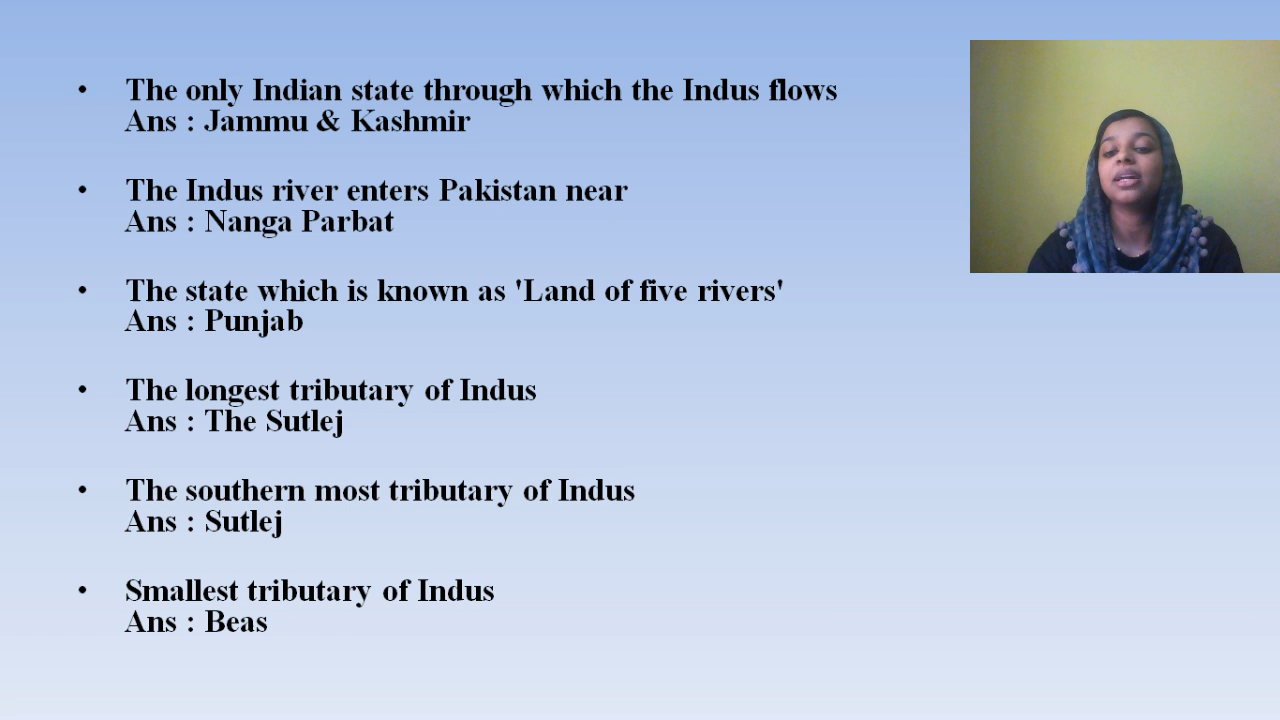 • The only Indian state through which the Indus flows
Ans : Jammu & Kashmir
• The Indus river enters Pakistan near
Ans : Nanga Parbat
• The state which is known as 'Land of five rivers'
Ans : Punjab
• The longest tributary of Indus
Ans : The Sutlej
• The southern most tributary of Indus
Ans : Sutlej
• Smallest tributary of Indus
Ans : Beas